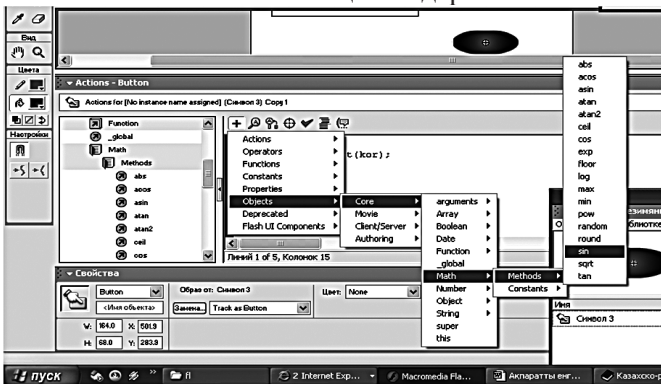 Вид
Цвета
Настройки
Actions - Button
Actions for [No instance name assigned] (Символ 3) Copy 1
Function
_global
Math
Methods
abs
acos
asin
atan
atan2
ceil
cos
t(kor);
Линий 1 of 5, Колонок 15
Actions
Operators
Functions
Constants
Properties
Objects
Deprecated
Flash UI Components
Core
Movie
Client/Server
Authoring
arguments
Array
Boolean
Date
Function
_global
Math
Number
Object
String
super
this
Methods
Constants
abs
acos
asin
atan
atan2
ceil
cos
exp
floor
log
max
min
pow
random
round
sin
sqrt
tan
Свойства
Button
<Имя объекта>
Образ от: Символ 3
Замена...
Track as Button
Цвет: None
W: 164.0 X: 501.9
H: 68.0 Y: 283.9
Имя
Символ 3
пуск
fl
2 Internet Exp...
Macromedia Fla...
Акпаратты енг...
Казахско-р